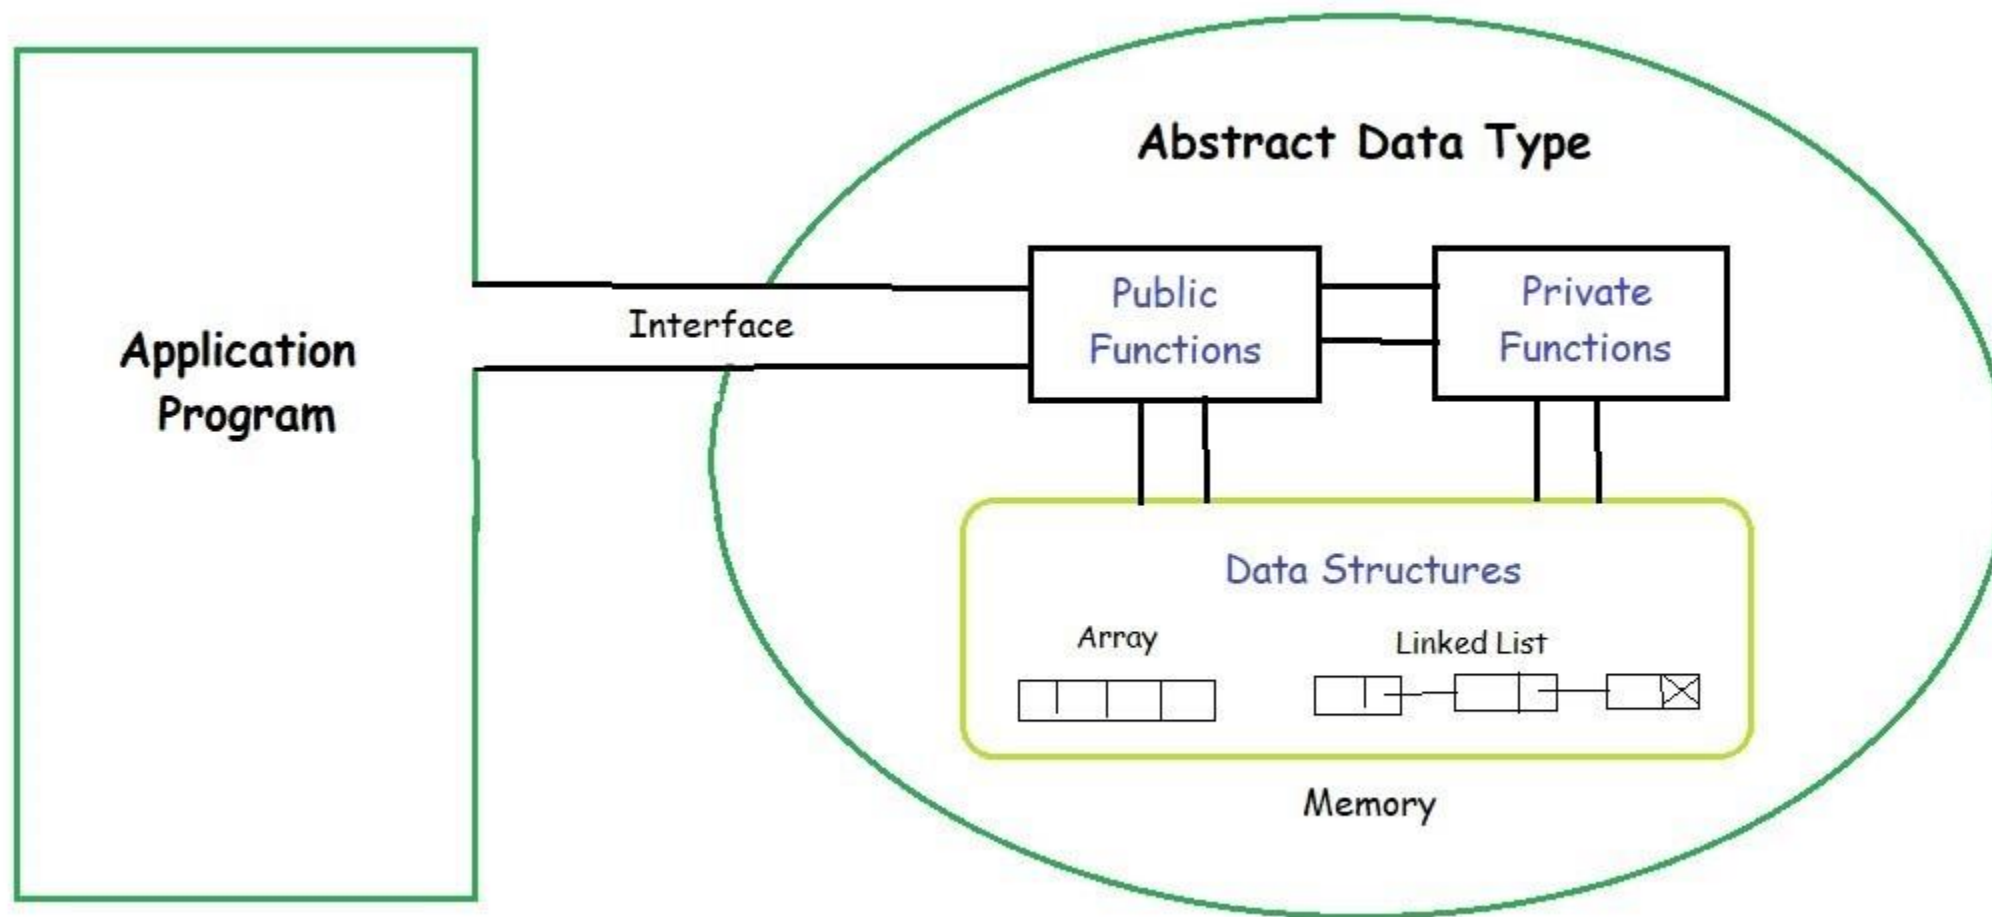 Abstract Data Type
Application
Program
Interface
Public
Functions
Private
Functions
Data Structures
Array
Linked List
Memory